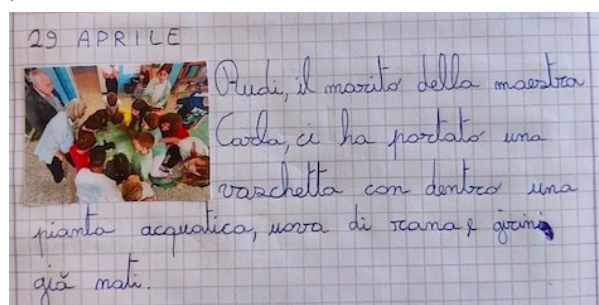 29 APRILE
Rudi, il marito della maestra
Carla, ci ha portato una
vaschetta con dentro una
pianta acquatica, uova di rana e girini
già nati.